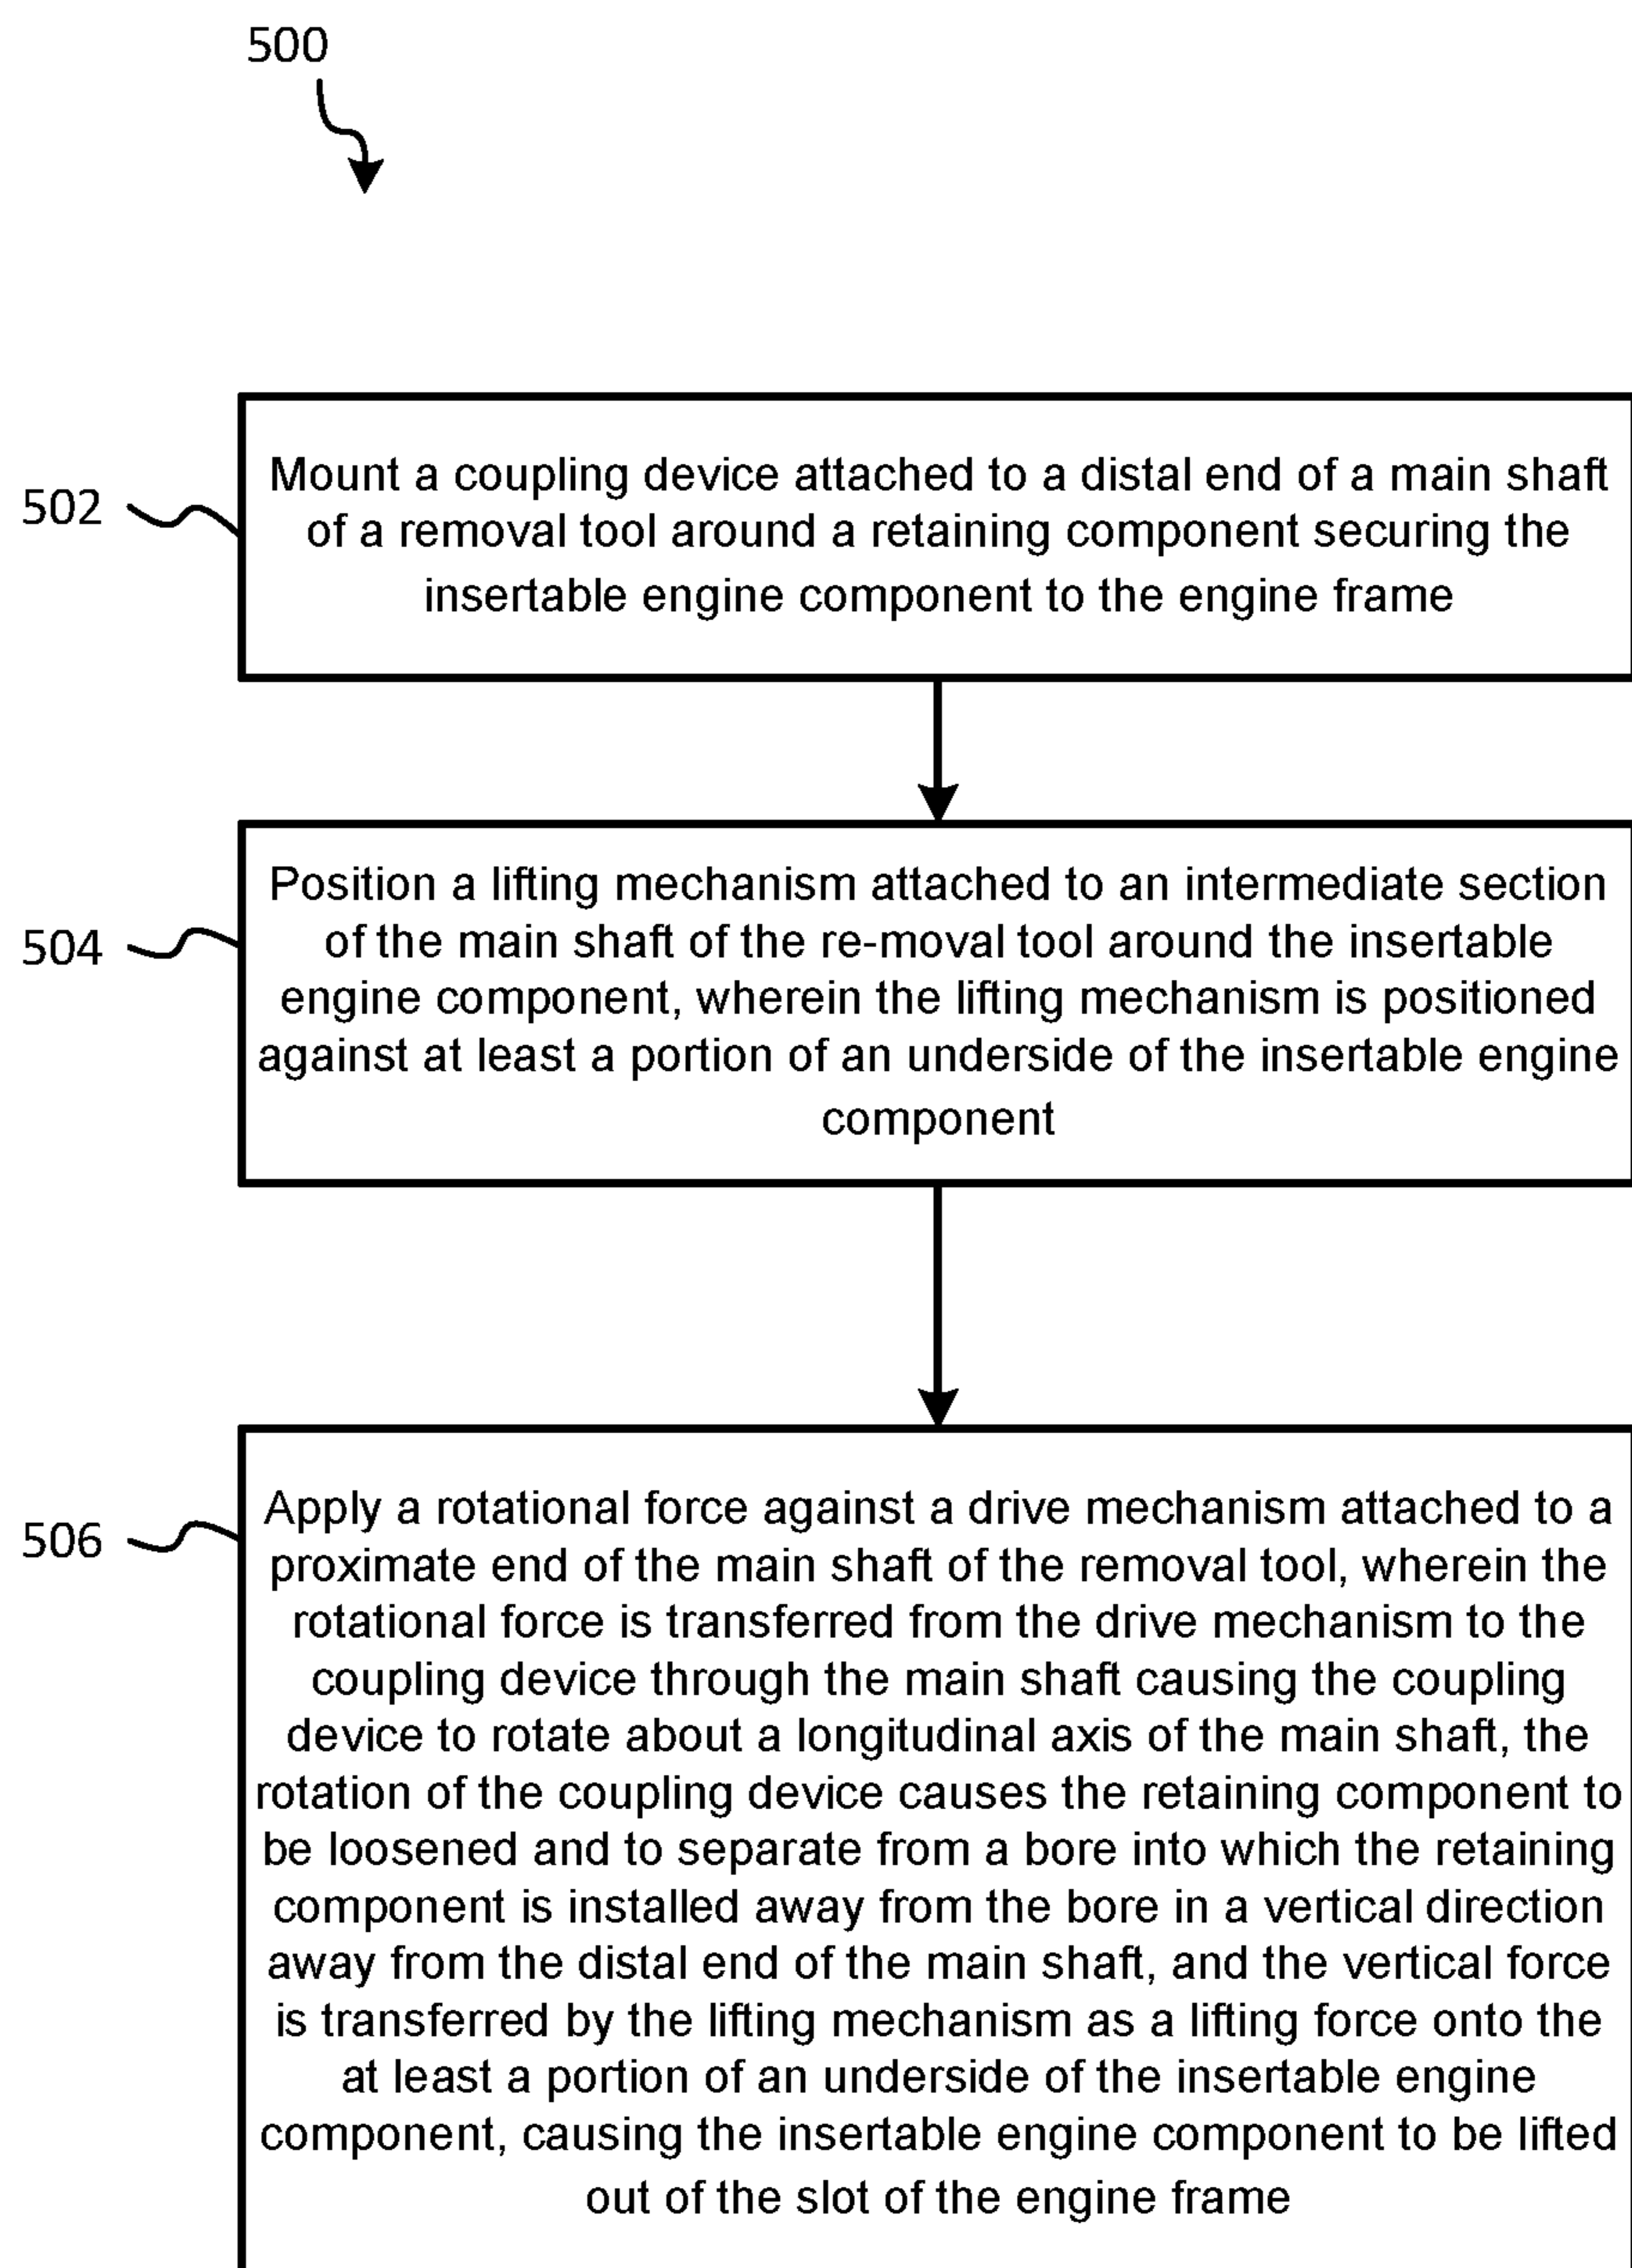 500
502
Mount a coupling device attached to a distal end of a main shaft
of a removal tool around a retaining component securing the
insertable engine component to the engine frame
504
Position a lifting mechanism attached to an intermediate section
of the main shaft of the re-moval tool around the insertable
engine component, wherein the lifting mechanism is positioned
against at least a portion of an underside of the insertable engine
component
506
Apply a rotational force against a drive mechanism attached to a
proximate end of the main shaft of the removal tool, wherein the
rotational force is transferred from the drive mechanism to the
coupling device through the main shaft causing the coupling
device to rotate about a longitudinal axis of the main shaft, the
rotation of the coupling device causes the retaining component to
be loosened and to separate from a bore into which the retaining
component is installed away from the bore in a vertical direction
away from the distal end of the main shaft, and the vertical force
is transferred by the lifting mechanism as a lifting force onto the
at least a portion of an underside of the insertable engine
component, causing the insertable engine component to be lifted
out of the slot of the engine frame